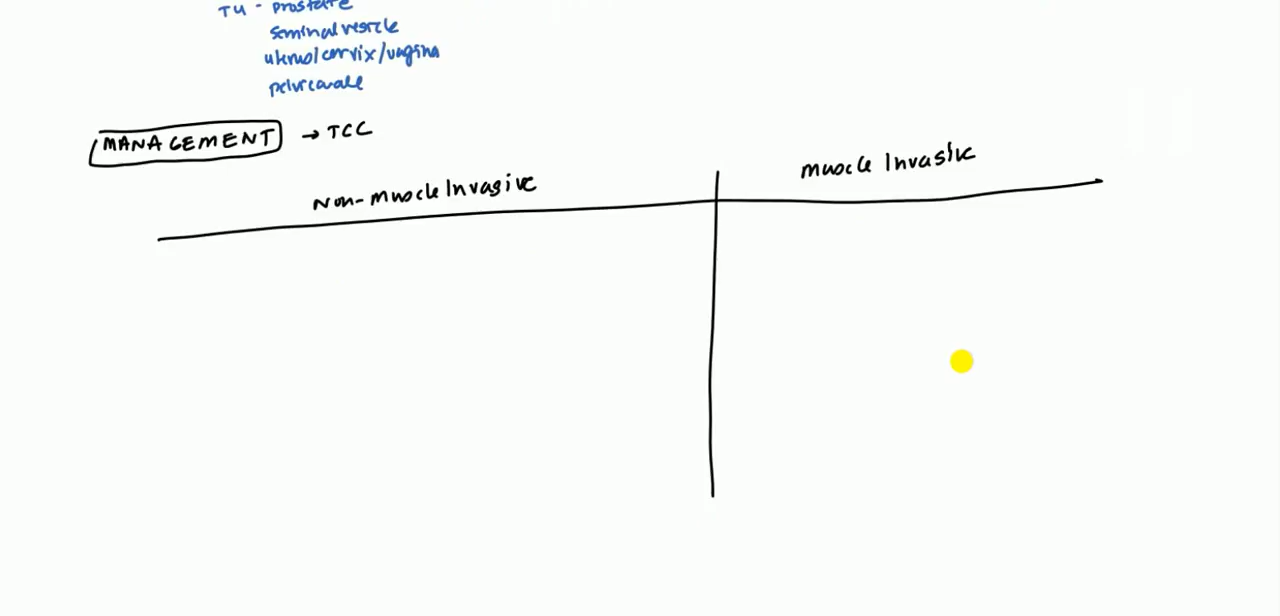 T4 - prostate
seminal vesicle
uterus/cervix/vagina
pelvic wall
MANAGEMENT → TCC
Non-muscle Invasive
muscle Invasive